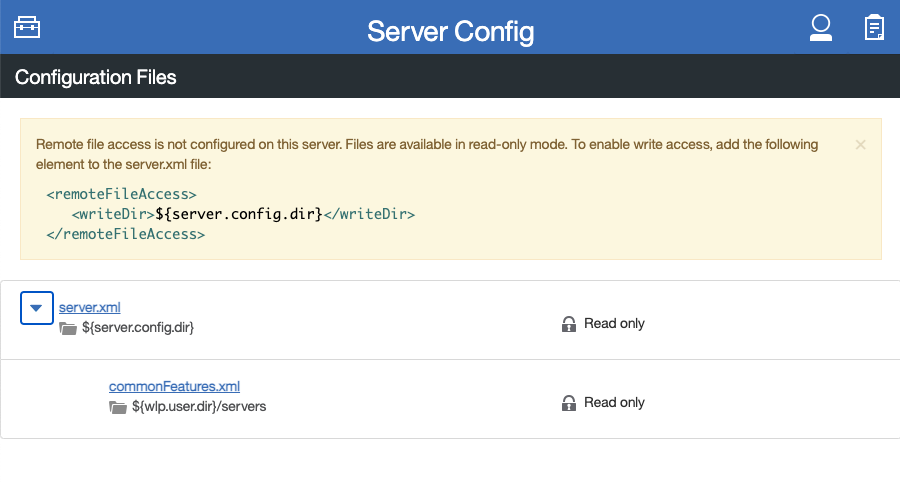 Server Config
Configuration Files
Remote file access is not configured on this server. Files are available in read-only mode. To enable write access, add the following
element to the server.xml file:
<remoteFileAccess>
<writeDir>${server.config.dir}</writeDir>
</remoteFileAccess>
server.xml
${server.config.dir}
Read only
commonFeatures.xml
${wlp.user.dir}/servers
Read only